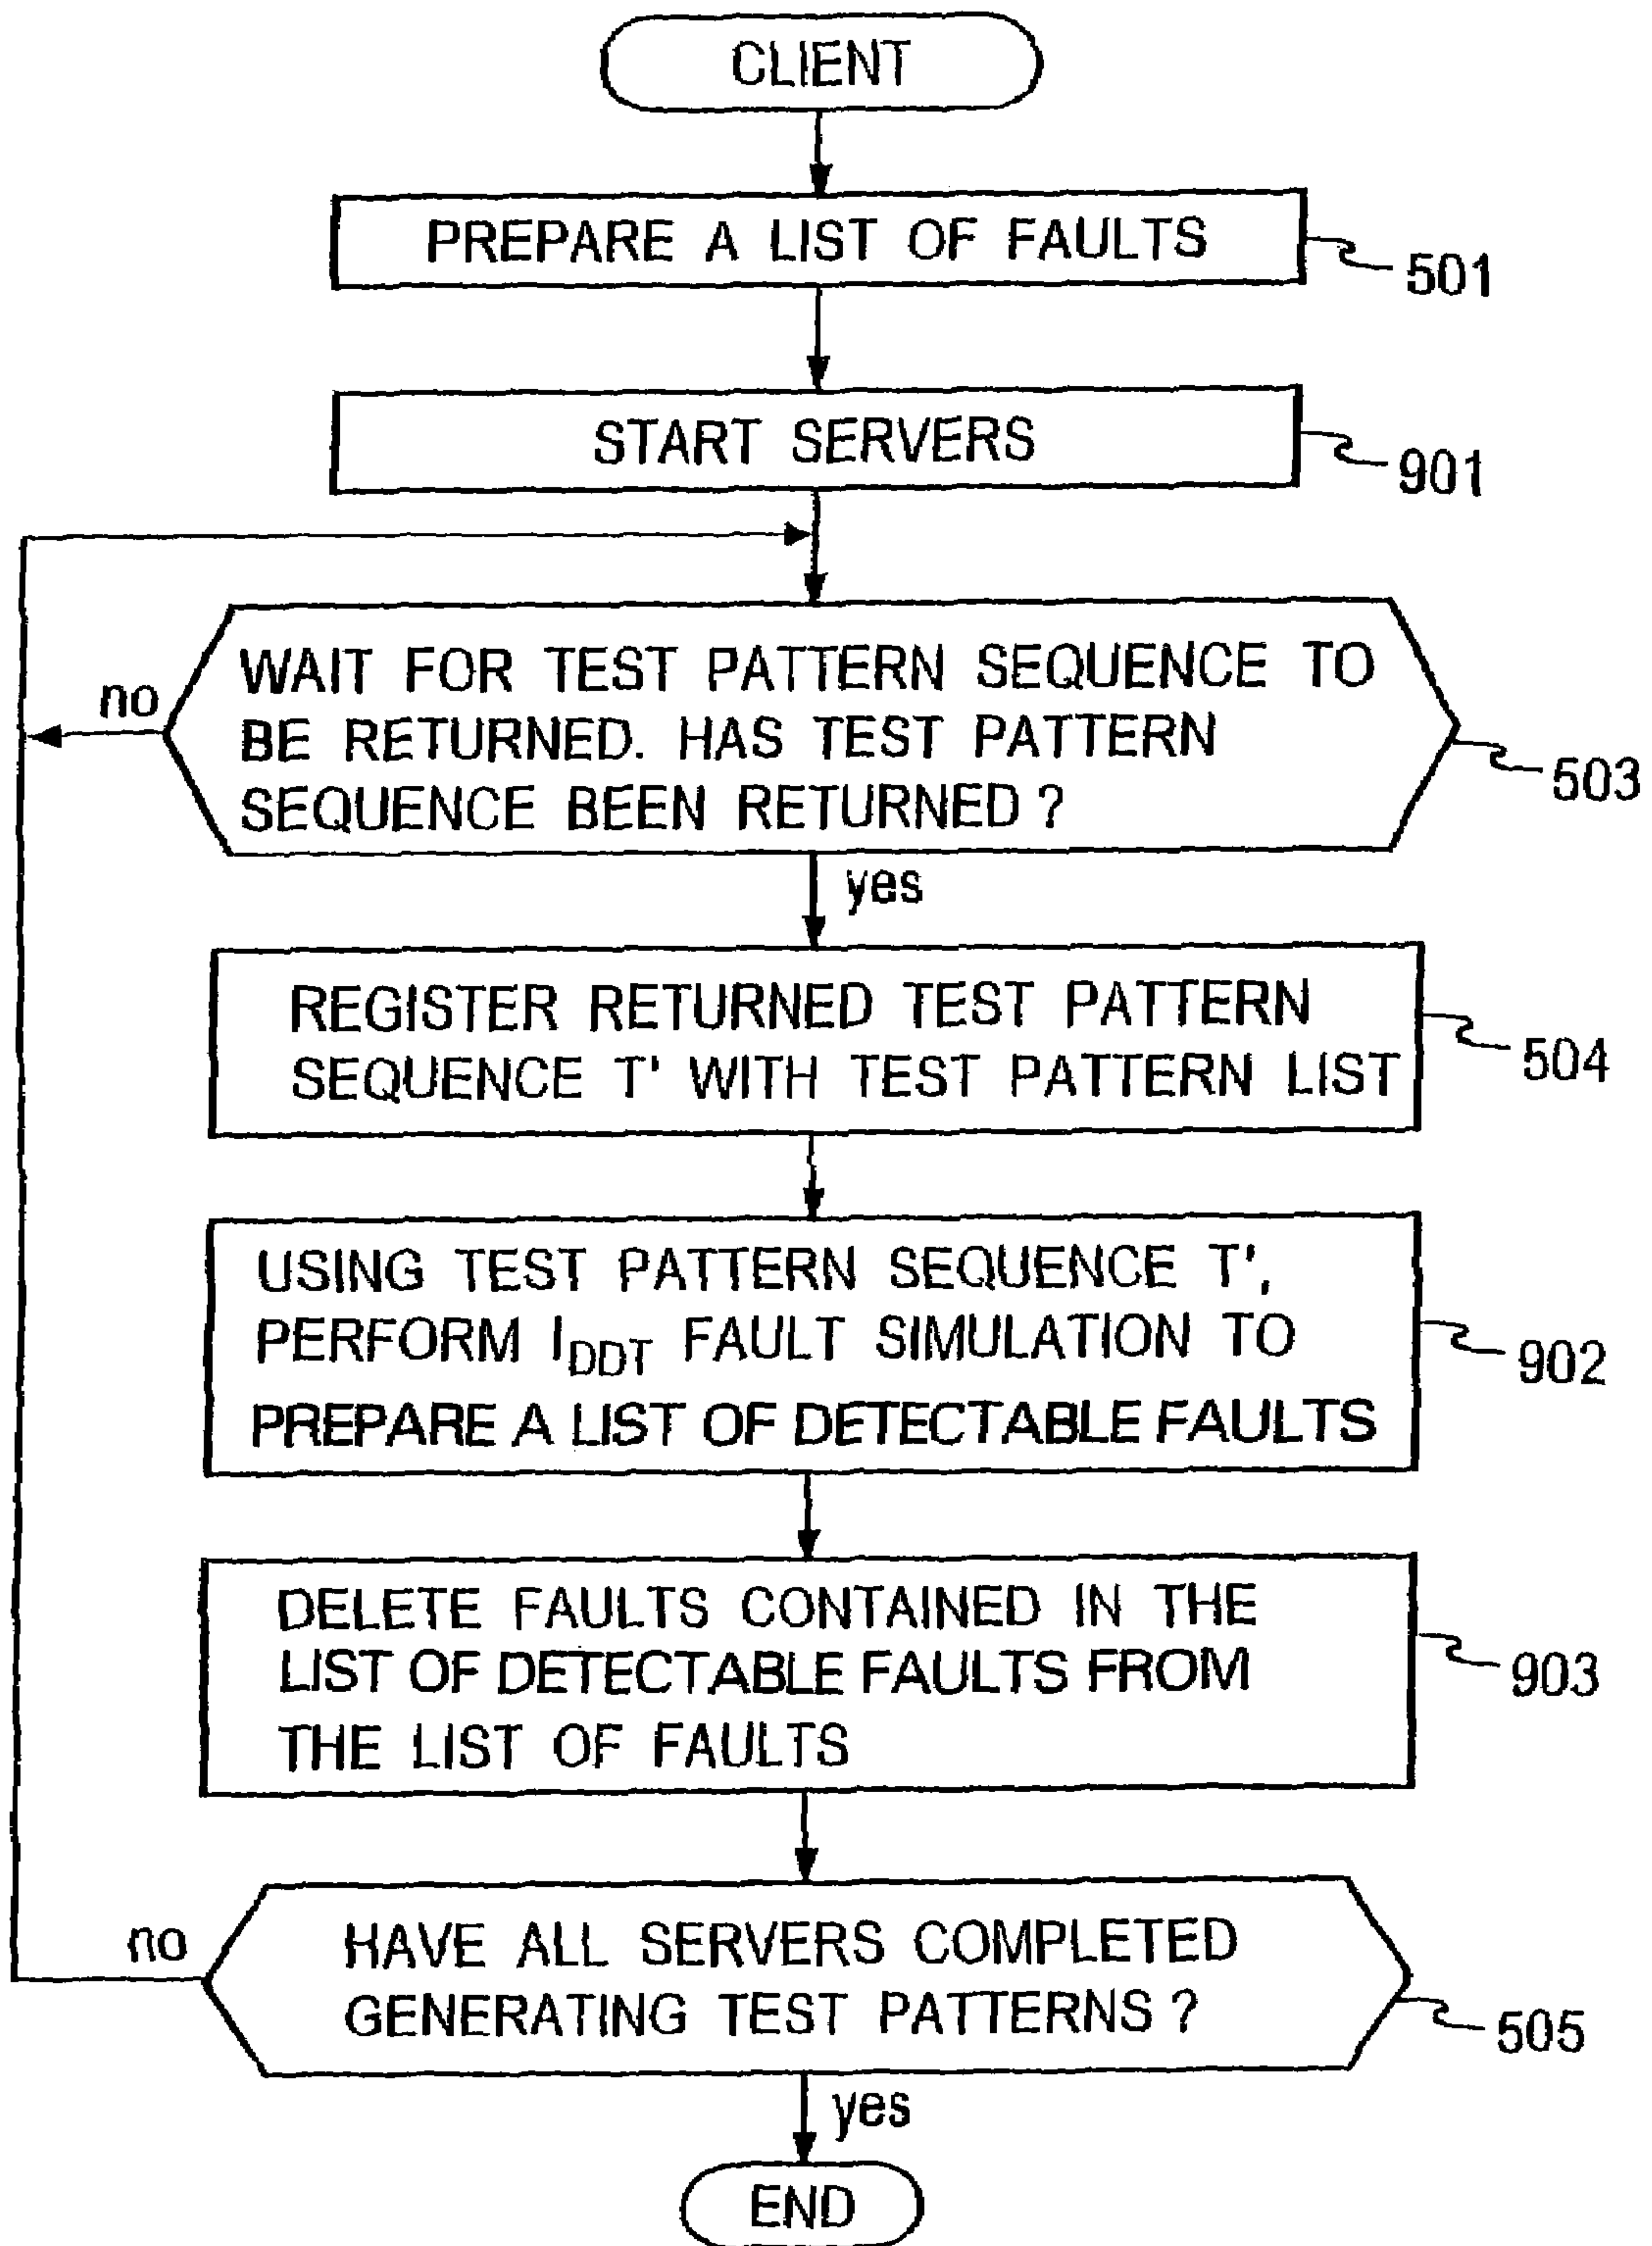 CLIENT
PREPARE A LIST OF FAULTS
501
START SERVERS
901
WAIT FOR TEST PATTERN SEQUENCE TO
BE RETURNED. HAS TEST PATTERN
SEQUENCE BEEN RETURNED ?
no
503
yes
REGISTER RETURNED TEST PATTERN
SEQUENCE T' WITH TEST PATTERN LIST
504
USING TEST PATTERN SEQUENCE T',
PERFORM IDDT FAULT SIMULATION TO
PREPARE A LIST OF DETECTABLE FAULTS
902
DELETE FAULTS CONTAINED IN THE
LIST OF DETECTABLE FAULTS FROM
THE LIST OF FAULTS
903
no
HAVE ALL SERVERS COMPLETED
GENERATING TEST PATTERNS ?
505
yes
END